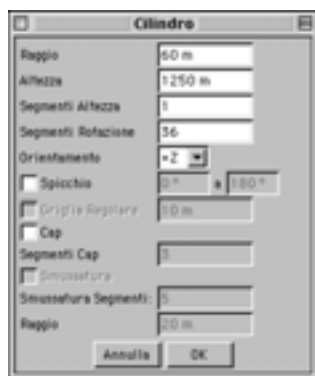 Cilindro
Raggio 60 m
Altezza 1250 m
Segmenti Altezza 1
Segmenti Rotazione 36
Orientamento +Z
Spicchio 0° a 180°
Griglia Regolare 10 m
Cap
Segmenti Cap 3
Smussatura
Smussatura Segmenti: 5
Raggio 20 m
Annulla OK